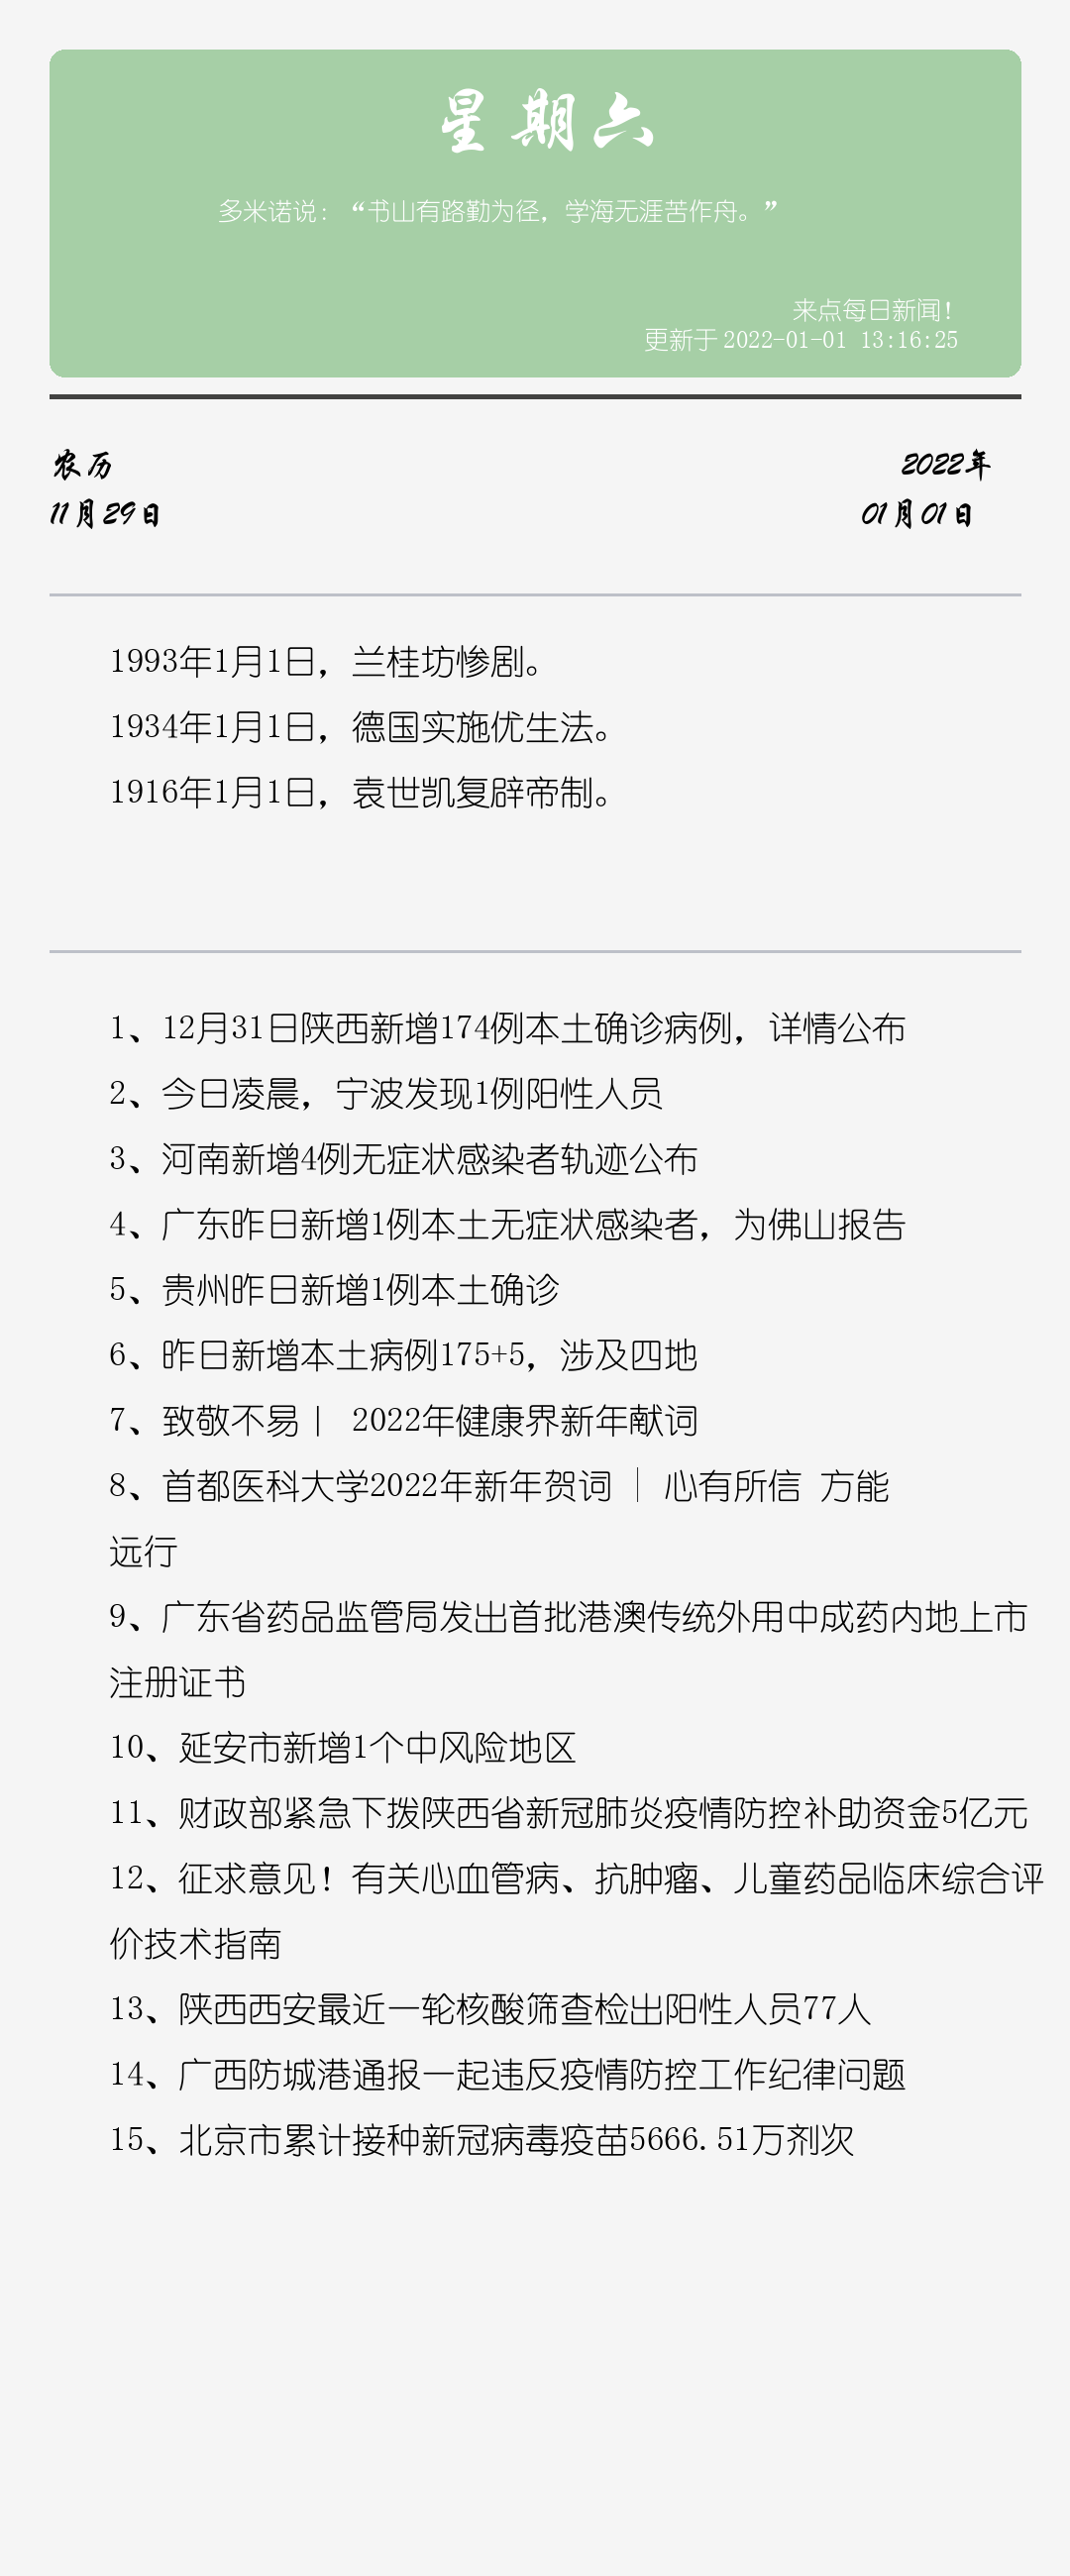 星期六
多米诺说：“书山有路勤为径，学海无涯苦作舟。”
来点每日新闻！
更新于 2022-01-01 13:16:25
农历
2022年
11月29日
01月01日
1993年1月1日，兰桂坊惨剧。
1934年1月1日，德国实施优生法。
1916年1月1日，袁世凯复辟帝制。
1、12月31日陕西新增174例本土确诊病例，详情公布
2、今日凌晨，宁波发现1例阳性人员
3、河南新增4例无症状感染者轨迹公布
4、广东昨日新增1例本土无症状感染者，为佛山报告
5、贵州昨日新增1例本土确诊
6、昨日新增本土病例175+5，涉及四地
7、致敬不易丨 2022年健康界新年献词
8、首都医科大学2022年新年贺词 │ 心有所信 方能
远行
9、广东省药品监管局发出首批港澳传统外用中成药内地上市
注册证书
10、延安市新增1个中风险地区
11、财政部紧急下拨陕西省新冠肺炎疫情防控补助资金5亿元
12、征求意见！有关心血管病、抗肿瘤、儿童药品临床综合评
价技术指南
13、陕西西安最近一轮核酸筛查检出阳性人员77人
14、广西防城港通报一起违反疫情防控工作纪律问题
15、北京市累计接种新冠病毒疫苗5666.51万剂次